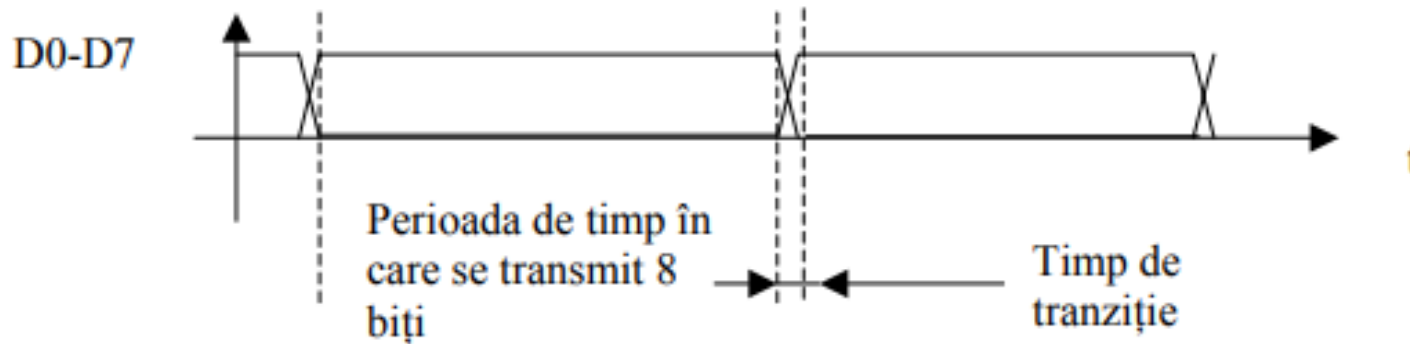 D0-D7
t
Perioada de timp în
care se transmit 8
biți
Timp de
tranziție